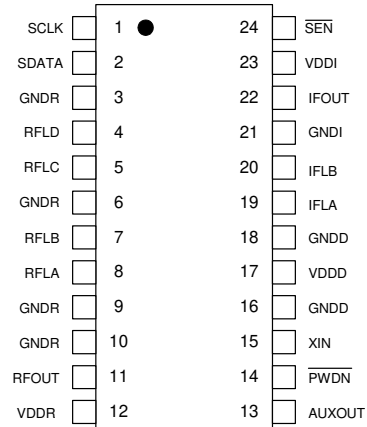 SCLK 1 24 SEN
SDATA 2 23 VDDI
GNDR 3 22 IFOUT
RFLD 4 21 GNDI
RFLC 5 20 IFLB
GNDR 6 19 IFLA
RFLB 7 18 GNDD
RFLA 8 17 VDDD
GNDR 9 16 GNDD
GNDR 10 15 XIN
RFOUT 11 14 PWDN
VDDR 12 13 AUXOUT